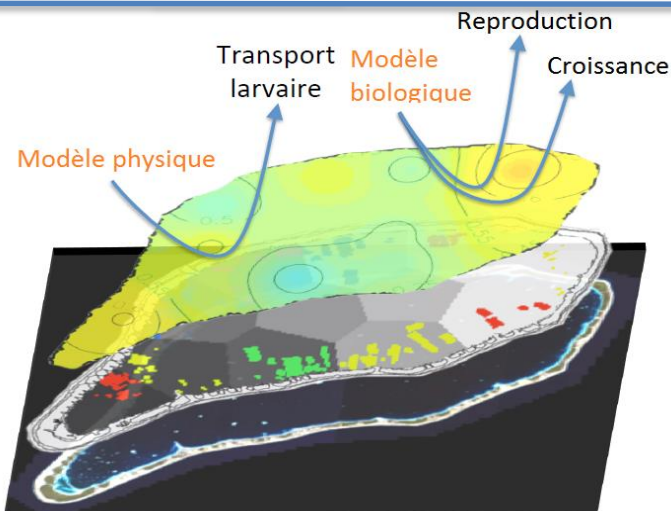 Reproduction
Transport
larvaire
Modèle
biologique
Croissance
Modèle physique